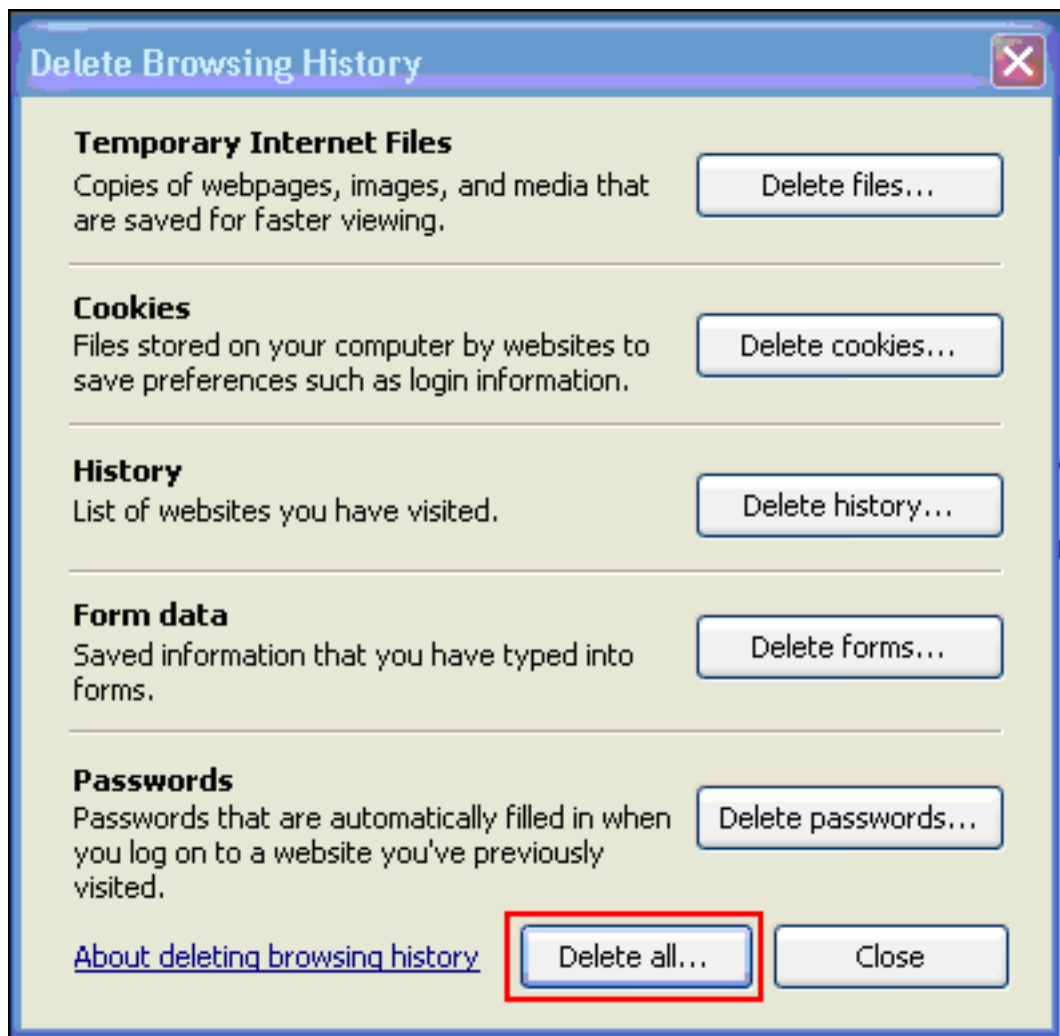 Delete Browsing History
Temporary Internet Files
Copies of webpages, images, and media that
are saved for faster viewing.
Delete files...
Cookies
Files stored on your computer by websites to
save preferences such as login information.
Delete cookies...
History
List of websites you have visited.
Delete history...
Form data
Saved information that you have typed into
forms.
Delete forms...
Passwords
Passwords that are automatically filled in when
you log on to a website you've previously
visited.
Delete passwords...
About deleting browsing history
Delete all...
Close